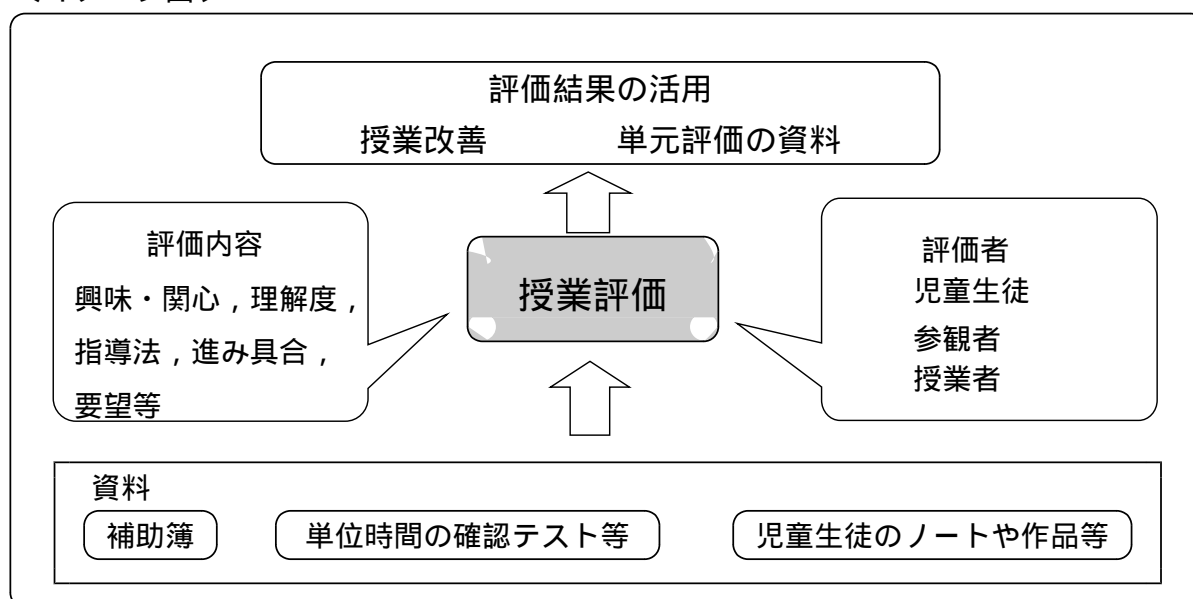 評価結果の活用
授業改善 単元評価の資料
評価内容
興味・関心，理解度，
指導法，進み具合，
要望等
授業評価
評価者
児童生徒
参観者
授業者
資料
補助簿 単位時間の確認テスト等 児童生徒のノートや作品等